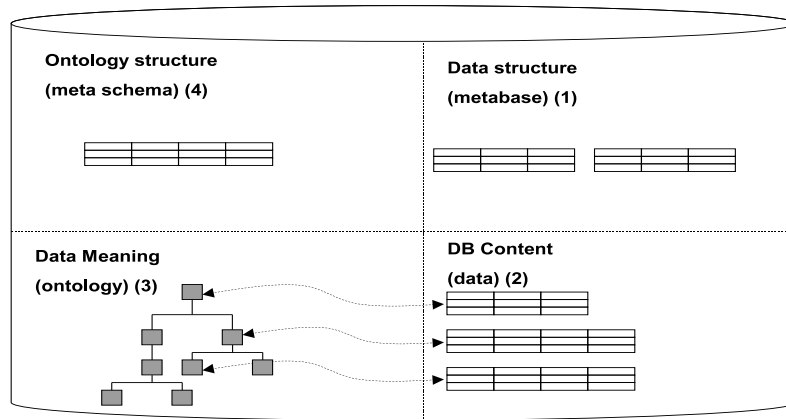 Ontology structure
(meta schema) (4)
Data structure
(metabase) (1)
Data Meaning
(ontology) (3)
DB Content
(data) (2)